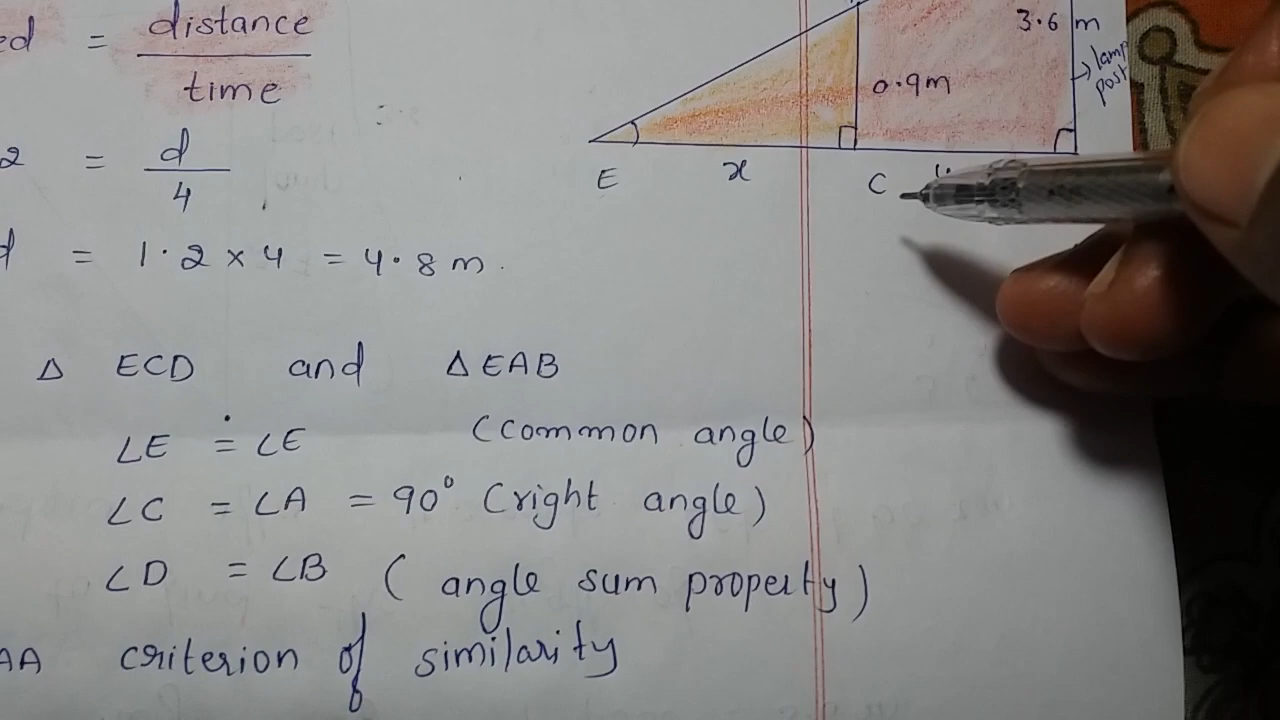 ed = distance
time
2 = d
4
d = 1.2 × 4 = 4.8 m.
3.6 m
lamp
post
0.9m
E x C
Δ ECD and Δ EAB
∠E = ∠E (common angle)
∠C = ∠A = 90° (right angle)
∠D = ∠B (angle sum property)
AA criterion of similarity